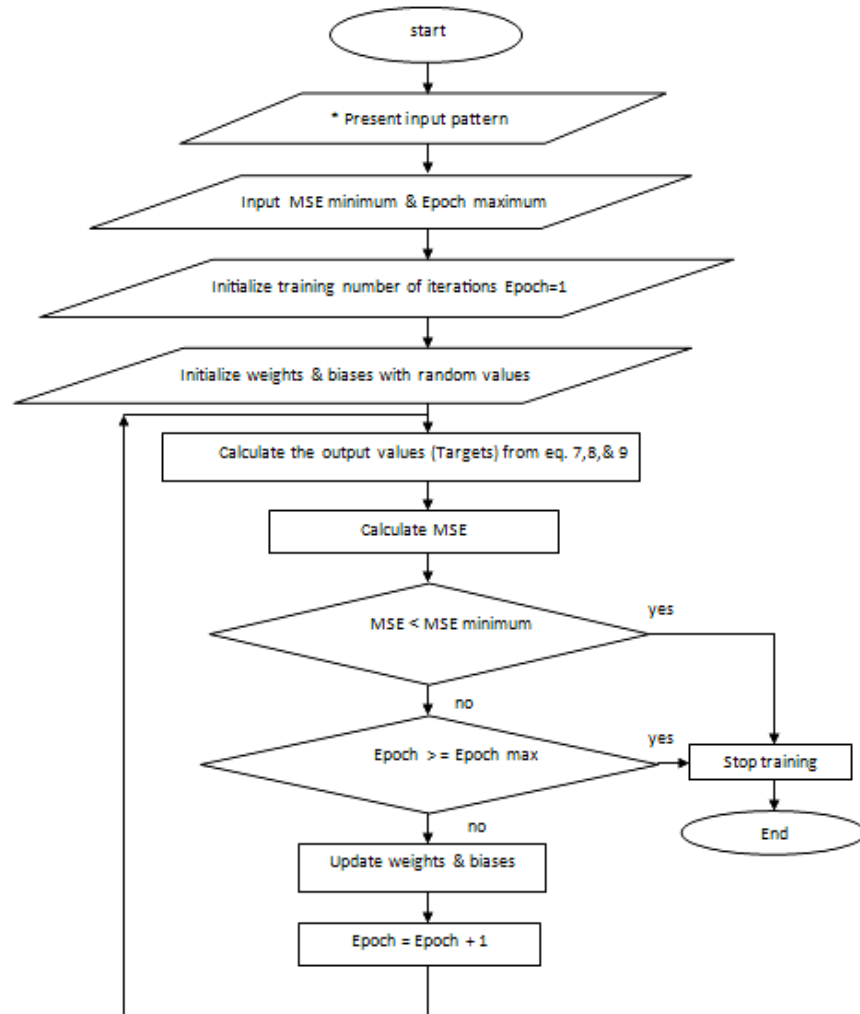 start
* Present input pattern
Input MSE minimum & Epoch maximum
Initialize training number of iterations Epoch=1
Initialize weights & biases with random values
Calculate the output values (Targets) from eq. 7,8,& 9
Calculate MSE
MSE < MSE minimum
yes
no
Epoch >= Epoch max
yes
Stop training
End
no
Update weights & biases
Epoch = Epoch + 1